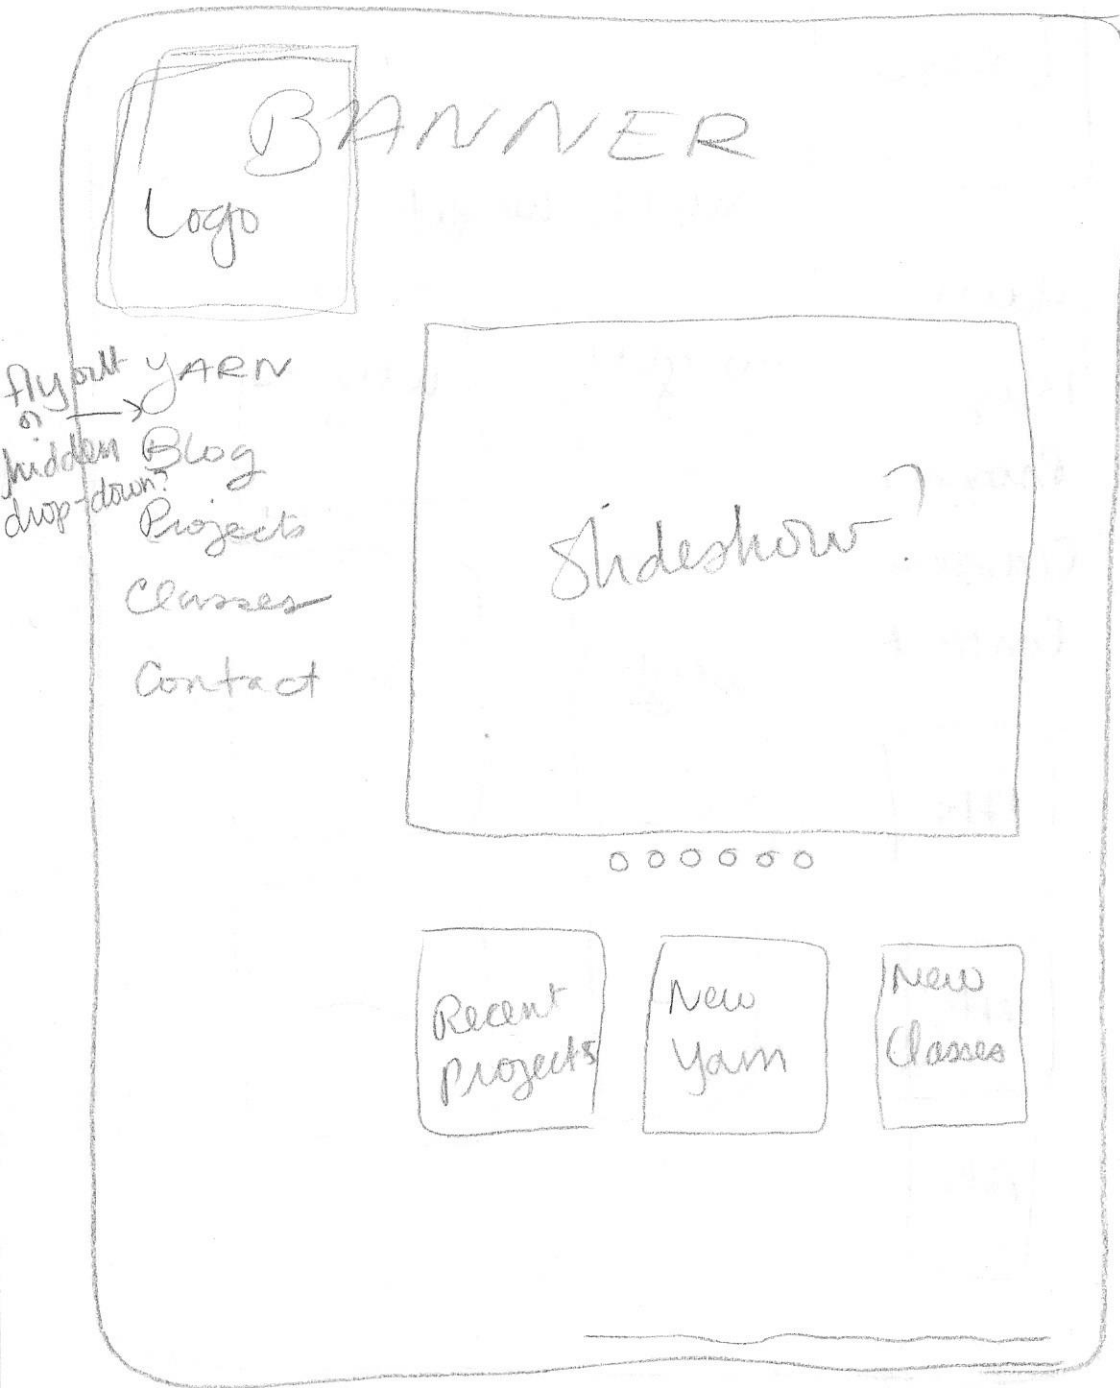 BANNER
Logo
flyout
or
hidden
drop-down?
YARN
Blog
Projects
Classes
Contact
Slideshow?
Recent
Projects
New
Yarn
New
Classes